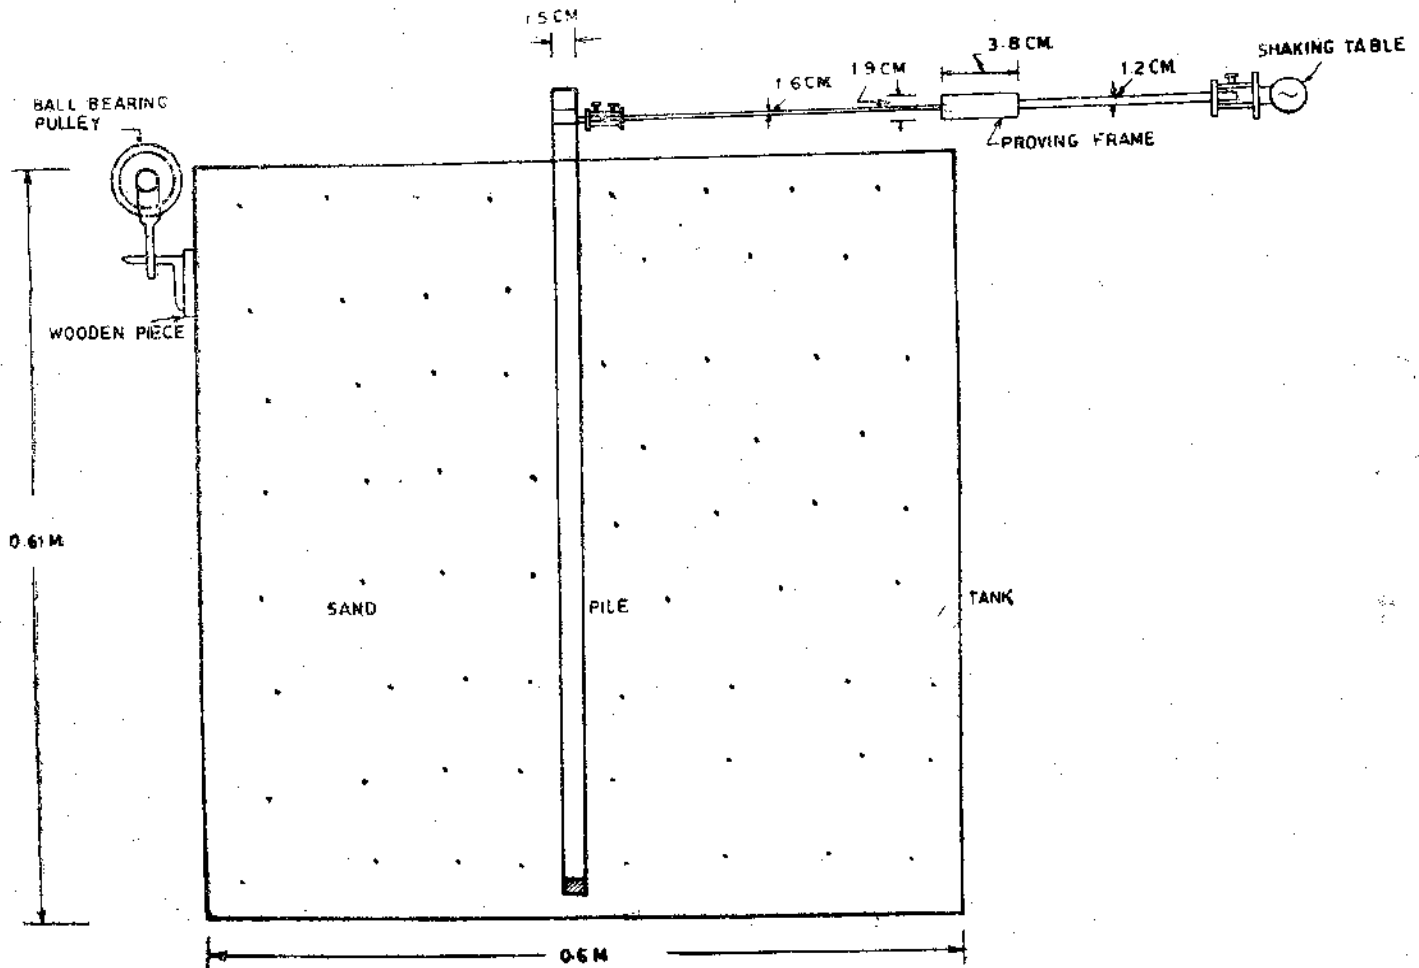 1.5 CM
3.8 CM.
SHAKING TABLE
1.6 CM.
1.9 CM.
1.2 CM.
BALL BEARING
PULLEY
PROVING FRAME
WOODEN PIECE
0.61 M.
SAND
PILE
TANK
0.6 M